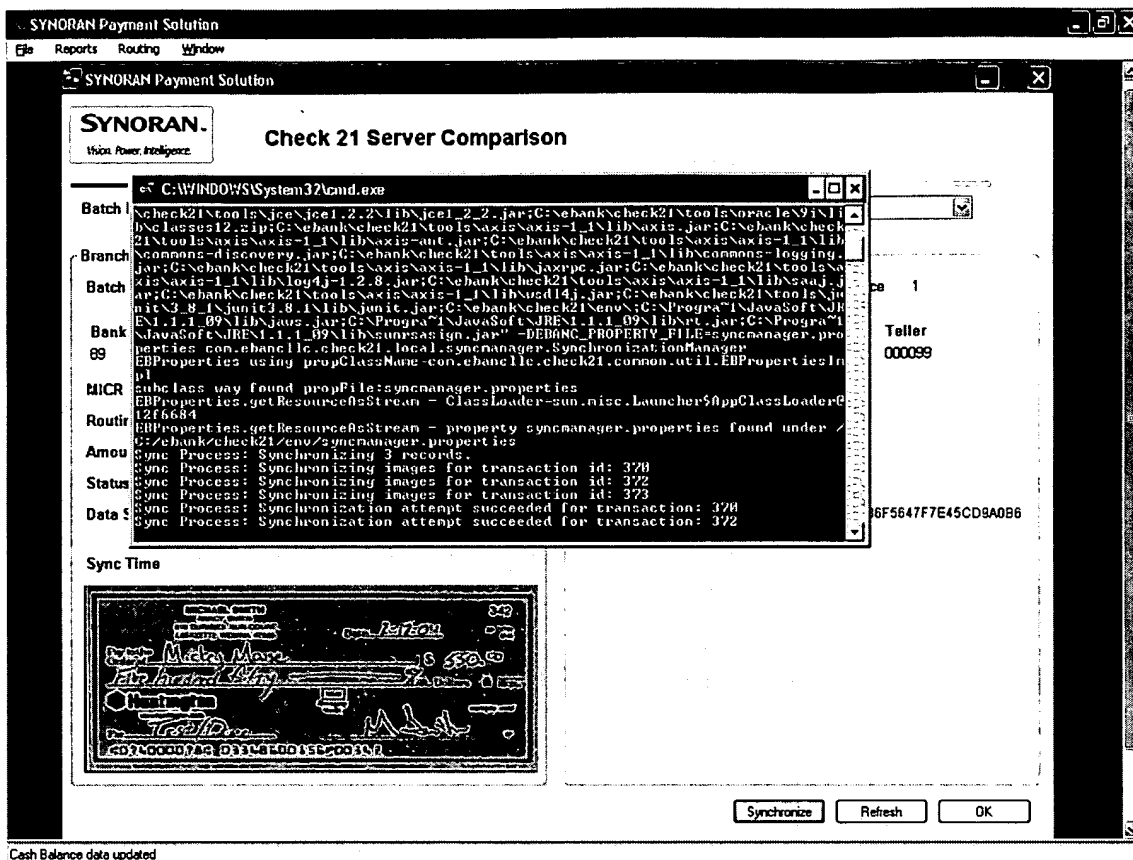 SYNORAN Payment Solution
File Reports Routing Window
SYNORAN Payment Solution
SYNORAN.
Vision. Power. Intelligence.
Check 21 Server Comparison
C:\WINDOWS\System32\cmd.exe
Batch
\check21\tools\jce\jce1.2.2\lib\jce1_2_2.jar;C:\ebank\check21\tools\oracle\9i\li
b\classes12.zip;C:\ebank\check21\tools\axis\axis-1_1\lib\axis.jar;C:\ebank\check
21\tools\axis\axis-1_1\lib\axis-ant.jar;C:\ebank\check21\tools\axis\axis-1_1\lib
\commons-discovery.jar;C:\ebank\check21\tools\axis\axis-1_1\lib\commons-logging.
jar;C:\ebank\check21\tools\axis\axis-1_1\lib\jaxrpc.jar;C:\ebank\check21\tools\a
xis\axis-1_1\lib\log4j-1.2.8.jar;C:\ebank\check21\tools\axis\axis-1_1\lib\saaj.j
ar;C:\ebank\check21\tools\axis\axis-1_1\lib\wsdl4j.jar;C:\ebank\check21\tools\ju
nit\3_8_1\junit3.8.1\lib\junit.jar;C:\ebank\check21\env\;C:\Progra~1\JavaSoft\JR
E\1.1.1_09\lib\jaws.jar;C:\Progra~1\JavaSoft\JRE\1.1.1_09\lib\rt.jar;C:\Progra~1
\JavaSoft\JRE\1.1.1_09\lib\sunrsasign.jar" -DEBANC_PROPERTY_FILE=syncmanager.pro
perties com.ebancllc.check21.local.syncmanager.SynchronizationManager
EBProperties using propClassName-con.ebancllc.check21.common.util.EBPropertiesIm
pl
subclass way found propFile:syncmanager.properties
EBProperties.getResourceAsStream - ClassLoader-sun.misc.Launcher$AppClassLoader@
12f6684
EBProperties.getResourceAsStream - property syncmanager.properties found under /
C:/ebank/check21/env/syncmanager.properties
Sync Process: Synchronizing 3 records.
Sync Process: Synchronizing images for transaction id: 370
Sync Process: Synchronizing images for transaction id: 372
Sync Process: Synchronizing images for transaction id: 373
Sync Process: Synchronization attempt succeeded for transaction: 370
Sync Process: Synchronization attempt succeeded for transaction: 372
Branch
Batch
1
Bank
89
Teller
000099
MICR
Routin
Amou
Status
Data S
6F5647F7E45CD9A0B6
Sync Time
MICHAEL SMITH
342
Huntington
Synchronize Refresh OK
Cash Balance data updated